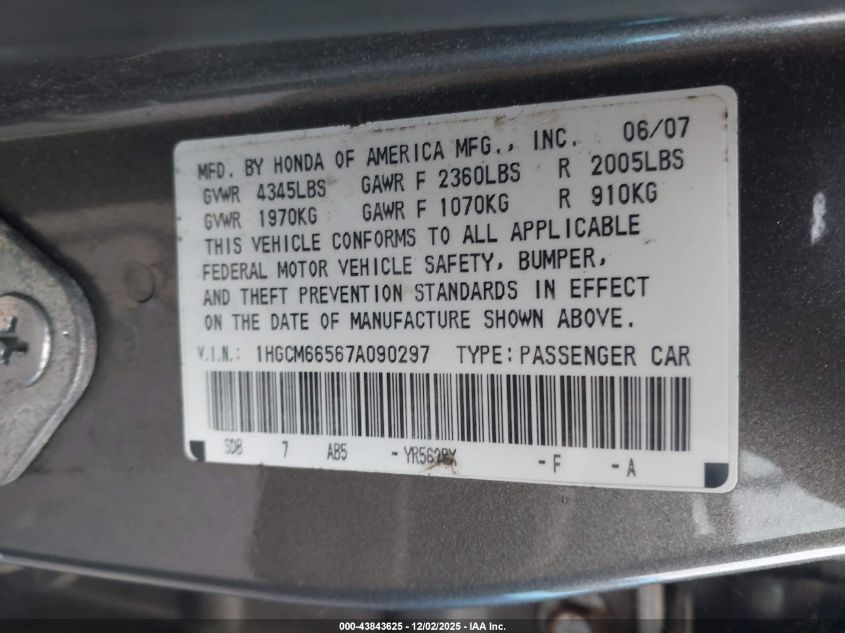 MFD. BY HONDA OF AMERICA MFG., INC. 06/07
GVWR 4345LBS GAWR F 2360LBS R 2005LBS
GVWR 1970KG GAWR F 1070KG R 910KG
THIS VEHICLE CONFORMS TO ALL APPLICABLE
FEDERAL MOTOR VEHICLE SAFETY, BUMPER,
AND THEFT PREVENTION STANDARDS IN EFFECT
ON THE DATE OF MANUFACTURE SHOWN ABOVE.
V.I.N.: 1HGCM66567A090297 TYPE:PASSENGER CAR
SDB 7 AB5 - -F -A
000-43843625 - 12/02/2025 - IAA Inc.